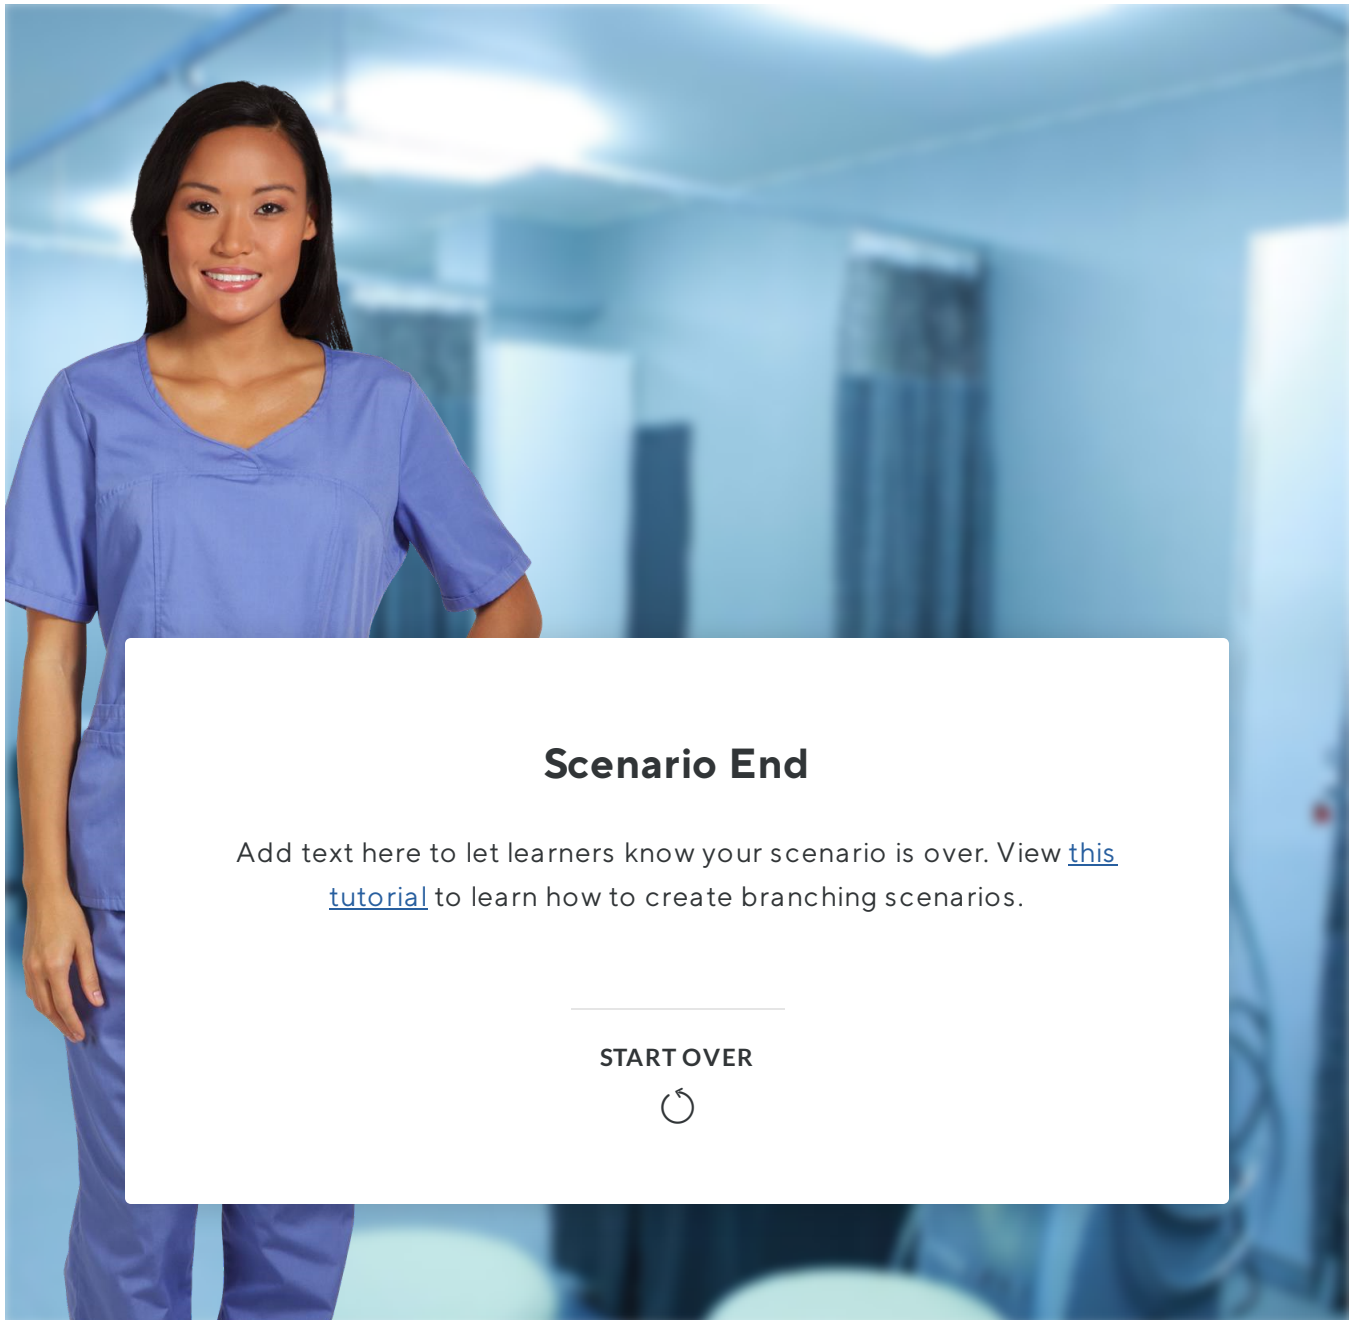 Scenario End
Add text here to let learners know your scenario is over. View this
tutorial to learn how to create branching scenarios.
START OVER